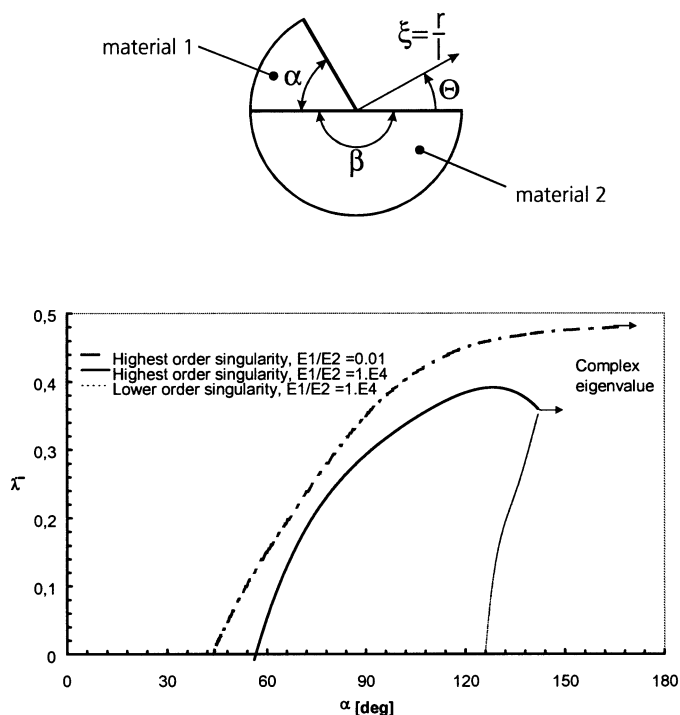 material 1
α
ξ=r/l
Θ
β
material 2
0,5
0,4
0,3
0,2
0,1
0
Highest order singularity, E1/E2 =0.01
Highest order singularity, E1/E2 =1.E4
Lower order singularity, E1/E2 =1.E4
Complex
eigenvalue
0 30 60 90 120 150 180
α [deg]